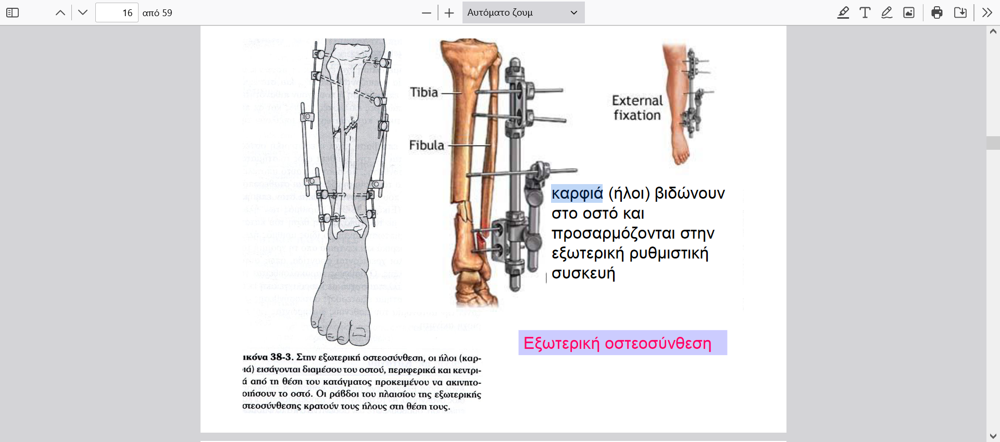 16 από 59
Αυτόματο ζουμ
Tibia
Fibula
External
fixation
καρφιά (ήλοι) βιδώνουν
στο οστό και
προσαρμόζονται στην
εξωτερική ρυθμιστική
συσκευή
Εξωτερική οστεοσύνθεση
ικόνα 38-3. Στην εξωτερική οστεοσύνθεση, οι ήλοι (καρ-
ιά) εισάγονται διαμέσου του οστού, περιφερικά και κεντρι-
ά από τη θέση του κατάγματος προκειμένου να ακινητο-
οιήσουν το οστό. Οι ράβδοι του πλαισίου της εξωτερικής
στεοσύνθεσης κρατούν τους ήλους στη θέση τους.